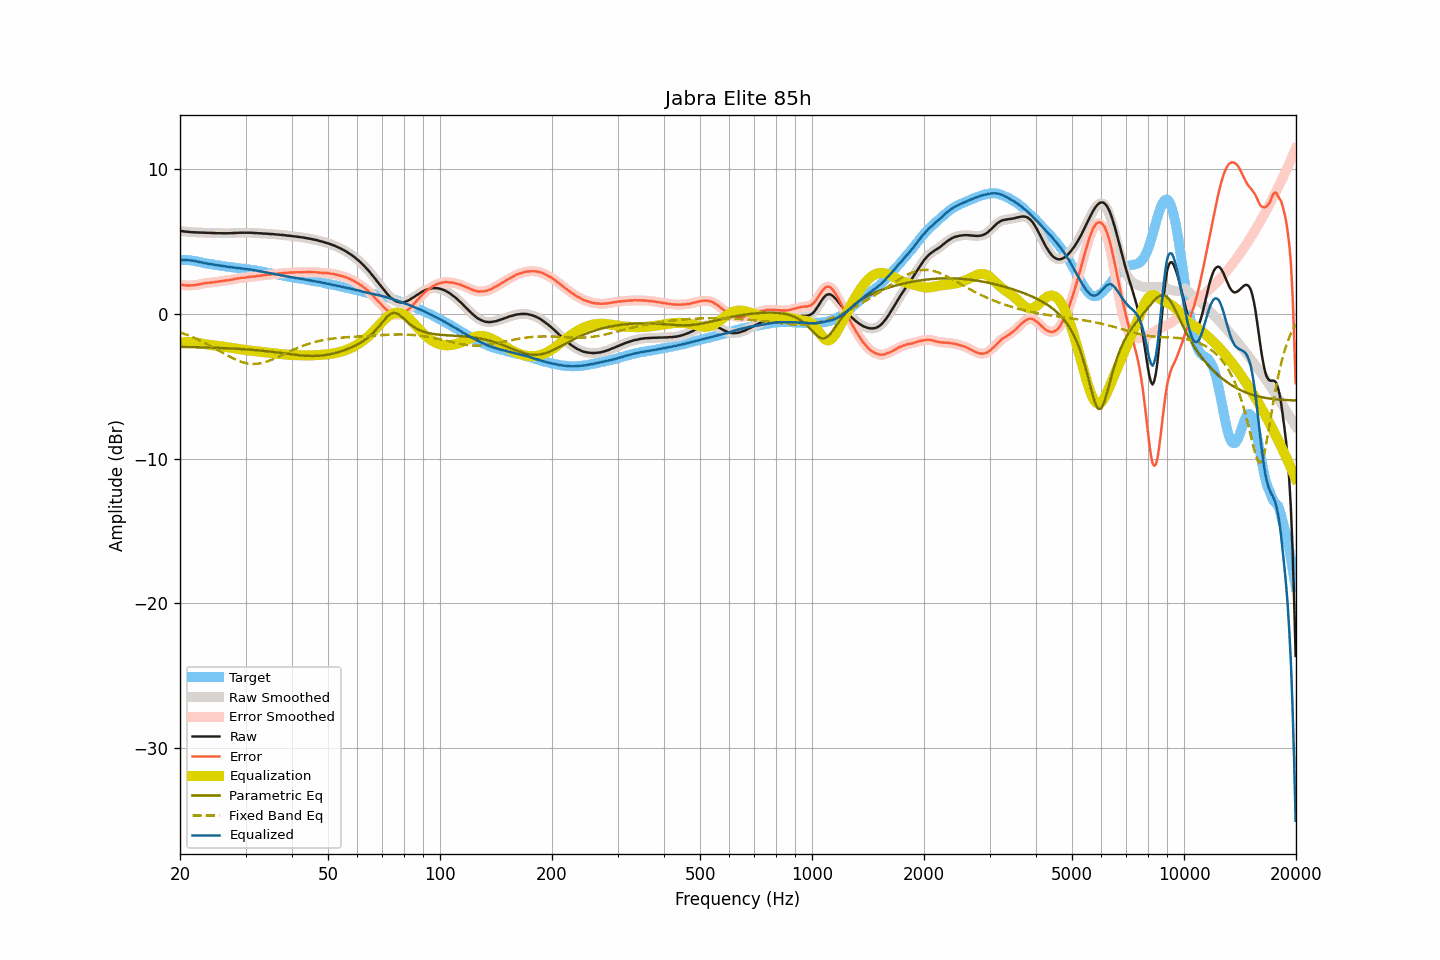 Jabra Elite 85h
10
0
−10
−20
−30
Amplitude (dBr)
Target
Raw Smoothed
Error Smoothed
Raw
Error
Equalization
Parametric Eq
Fixed Band Eq
Equalized
20 50 100 200 500 1000 2000 5000 10000 20000
Frequency (Hz)